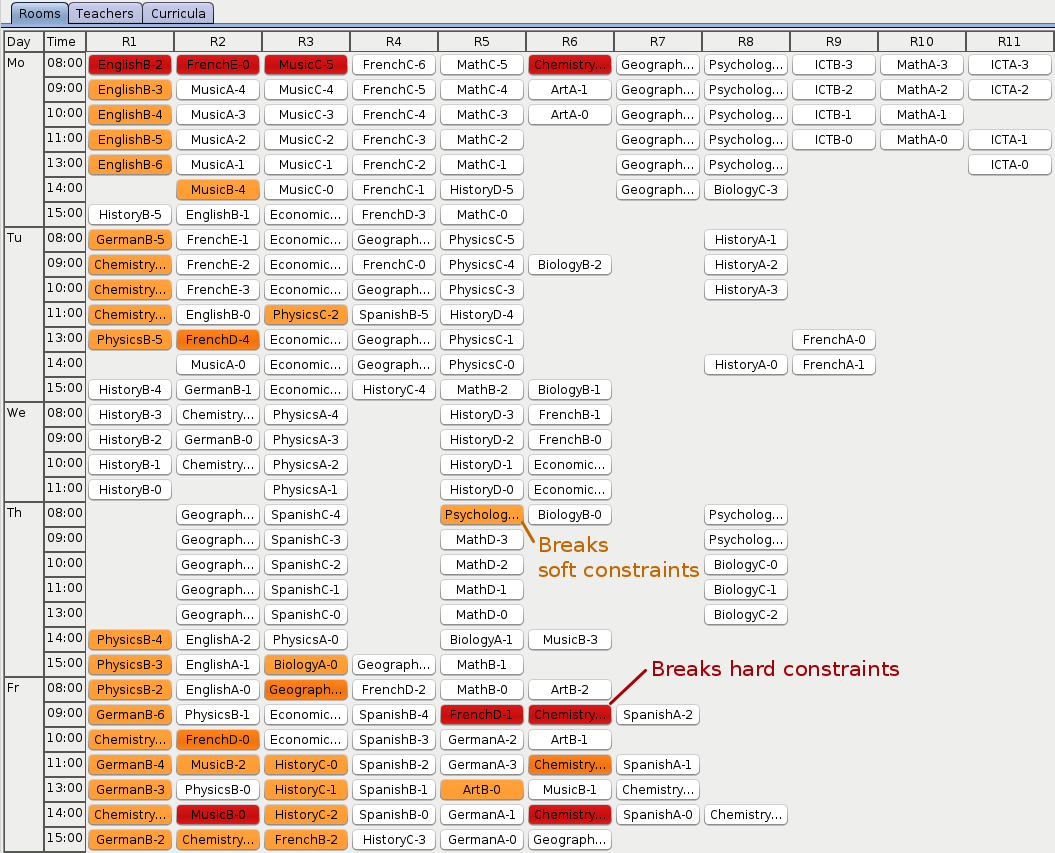 Rooms Teachers Curricula
Day Time R1 R2 R3 R4 R5 R6 R7 R8 R9 R10 R11
Mo 08:00 EnglishB-2 FrenchE-0 MusicC-5 FrenchC-6 MathC-5 Chemistry... Geograph... Psycholog... ICTB-3 MathA-3 ICTA-3
09:00 EnglishB-3 MusicA-4 MusicC-4 FrenchC-5 MathC-4 ArtA-1 Geograph... Psycholog... ICTB-2 MathA-2 ICTA-2
10:00 EnglishB-4 MusicA-3 MusicC-3 FrenchC-4 MathC-3 ArtA-0 Geograph... Psycholog... ICTB-1 MathA-1
11:00 EnglishB-5 MusicA-2 MusicC-2 FrenchC-3 MathC-2 Geograph... Psycholog... ICTB-0 MathA-0 ICTA-1
13:00 EnglishB-6 MusicA-1 MusicC-1 FrenchC-2 MathC-1 Geograph... Psycholog... ICTA-0
14:00 MusicB-4 MusicC-0 FrenchC-1 HistoryD-5 Geograph... BiologyC-3
15:00 HistoryB-5 EnglishB-1 Economic... FrenchD-3 MathC-0
Tu 08:00 GermanB-5 FrenchE-1 Economic... Geograph... PhysicsC-5 HistoryA-1
09:00 Chemistry... FrenchE-2 Economic... FrenchC-0 PhysicsC-4 BiologyB-2 HistoryA-2
10:00 Chemistry... FrenchE-3 Economic... Geograph... PhysicsC-3 HistoryA-3
11:00 Chemistry... EnglishB-0 PhysicsC-2 SpanishB-5 HistoryD-4
13:00 PhysicsB-5 FrenchD-4 Economic... Geograph... PhysicsC-1 FrenchA-0
14:00 MusicA-0 Economic... Geograph... PhysicsC-0 HistoryA-0 FrenchA-1
15:00 HistoryB-4 GermanB-1 Economic... HistoryC-4 MathB-2 BiologyB-1
We 08:00 HistoryB-3 Chemistry... PhysicsA-4 HistoryD-3 FrenchB-1
09:00 HistoryB-2 GermanB-0 PhysicsA-3 HistoryD-2 FrenchB-0
10:00 HistoryB-1 Chemistry... PhysicsA-2 HistoryD-1 Economic...
11:00 HistoryB-0 PhysicsA-1 HistoryD-0 Economic...
Th 08:00 Geograph... SpanishC-4 Psycholog... BiologyB-0 Psycholog...
09:00 Geograph... SpanishC-3 MathD-3 Breaks Psycholog...
10:00 Geograph... SpanishC-2 MathD-2 soft constraints BiologyC-0
11:00 Geograph... SpanishC-1 MathD-1 BiologyC-1
13:00 Geograph... SpanishC-0 MathD-0 BiologyC-2
14:00 PhysicsB-4 EnglishA-2 PhysicsA-0 BiologyA-1 MusicB-3
15:00 PhysicsB-3 EnglishA-1 BiologyA-0 Geograph... MathB-1 Breaks hard constraints
Fr 08:00 PhysicsB-2 EnglishA-0 Geograph... FrenchD-2 MathB-0 ArtB-2
09:00 GermanB-6 PhysicsB-1 Economic... SpanishB-4 FrenchD-1 Chemistry... SpanishA-2
10:00 Chemistry... FrenchD-0 Economic... SpanishB-3 GermanA-2 ArtB-1
11:00 GermanB-4 MusicB-2 HistoryC-0 SpanishB-2 GermanA-3 Chemistry... SpanishA-1
13:00 GermanB-3 PhysicsB-0 HistoryC-1 SpanishB-1 ArtB-0 MusicB-1 Chemistry...
14:00 Chemistry... MusicB-0 HistoryC-2 SpanishB-0 GermanA-1 Chemistry... SpanishA-0 Chemistry...
15:00 GermanB-2 Chemistry... FrenchB-2 HistoryC-3 GermanA-0 Geograph...